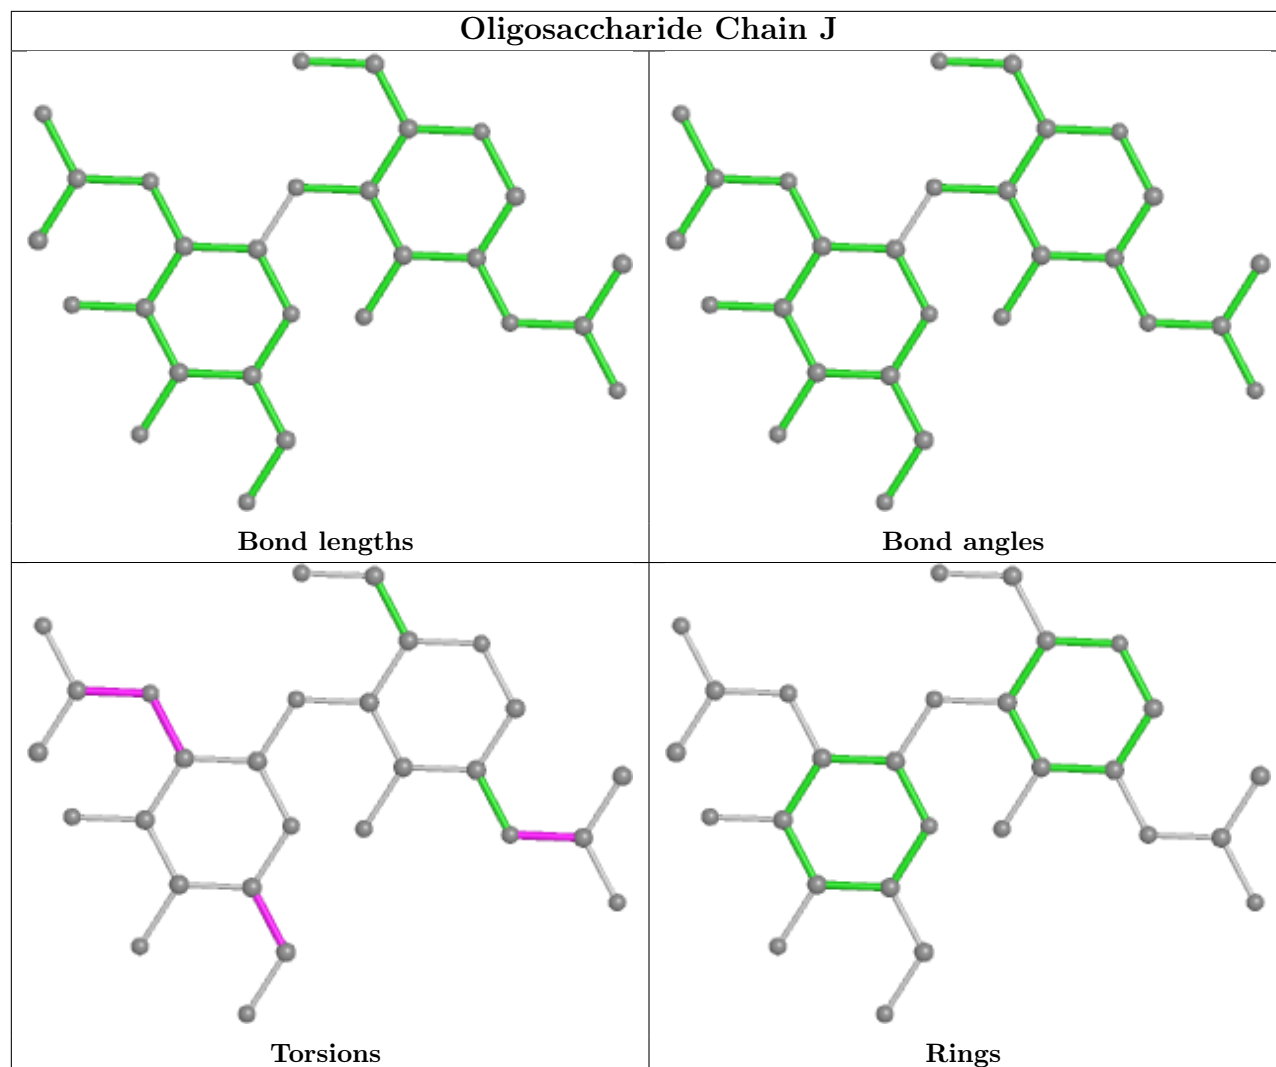 Oligosaccharide Chain J
Bond lengths
Bond angles
Torsions
Rings